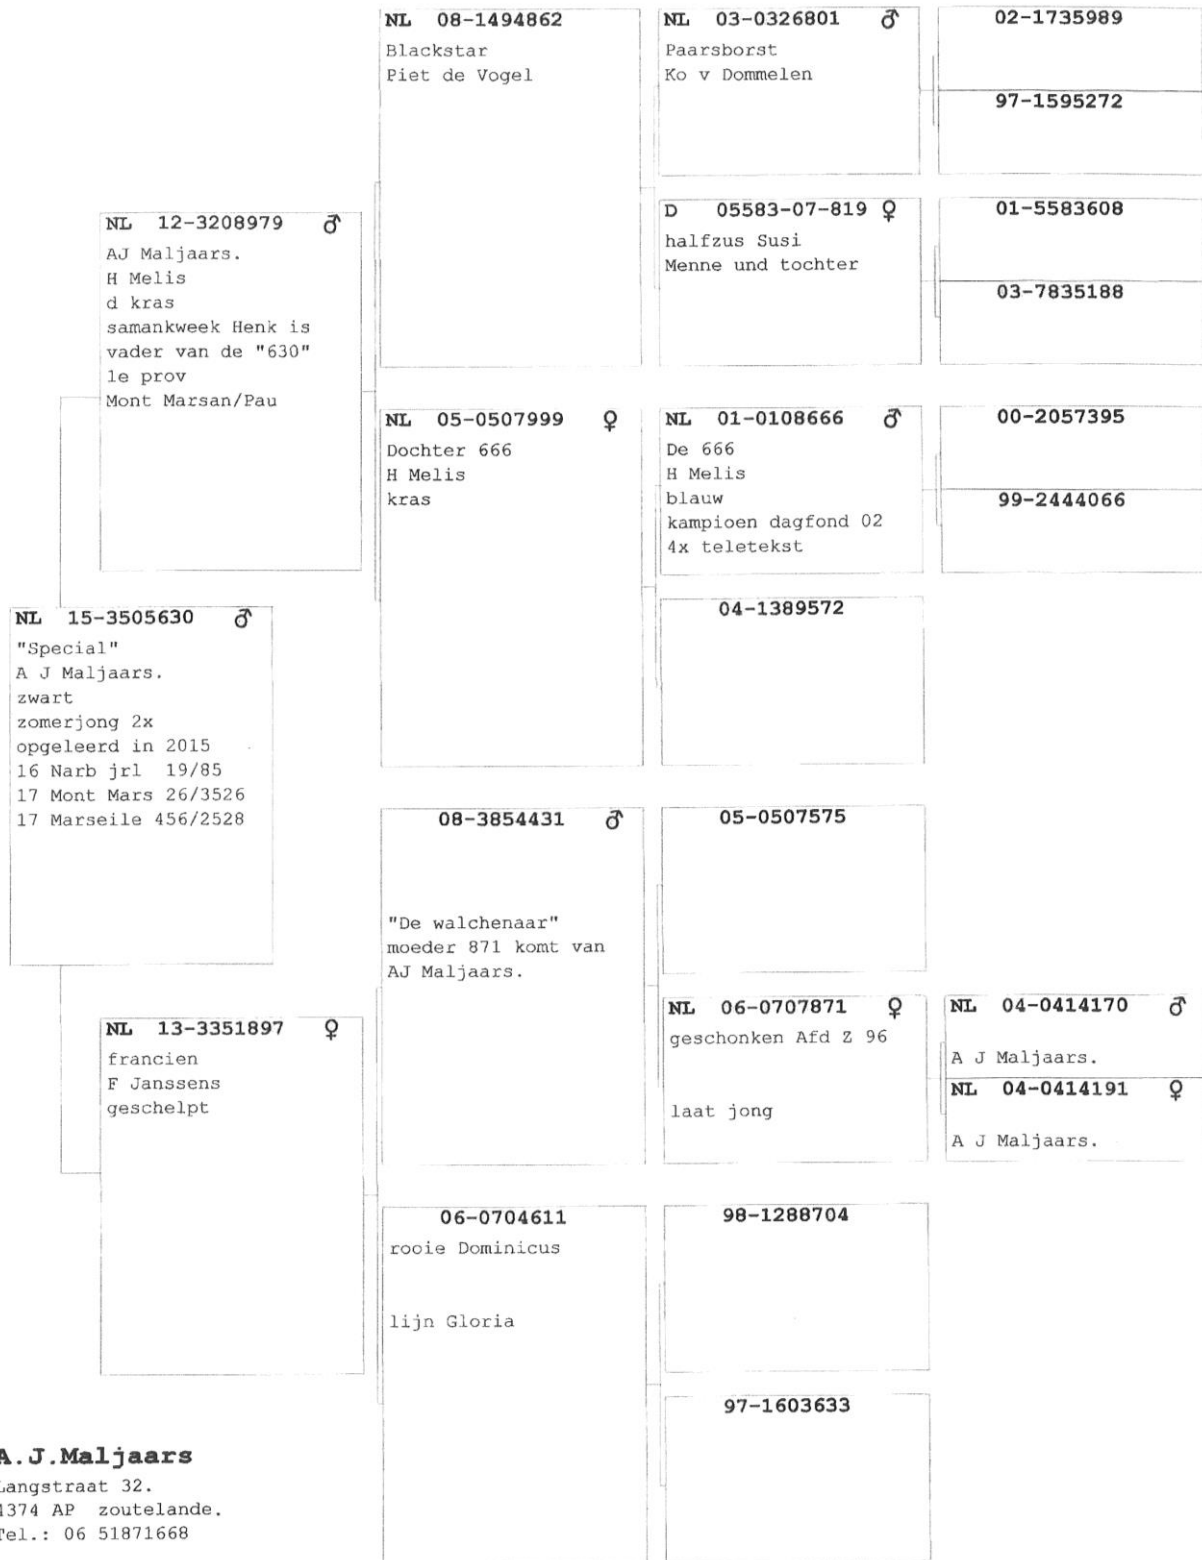 NL 15-3505630 ♂
"Special"
A J Maljaars.
zwart
zomerjong 2x
opgeleerd in 2015
16 Narb jrl 19/85
17 Mont Mars 26/3526
17 Marseile 456/2528
NL 12-3208979 ♂
AJ Maljaars.
H Melis
d kras
samankweek Henk is
vader van de "630"
1e prov
Mont Marsan/Pau
NL 13-3351897 ♀
francien
F Janssens
geschelpt
NL 08-1494862
Blackstar
Piet de Vogel
NL 05-0507999 ♀
Dochter 666
H Melis
kras
08-3854431 ♂
"De walchenaar"
moeder 871 komt van
AJ Maljaars.
06-0704611
rooie Dominicus
lijn Gloria
NL 03-0326801 ♂
Paarsborst
Ko v Dommelen
D 05583-07-819 ♀
halfzus Susi
Menne und tochter
NL 01-0108666 ♂
De 666
H Melis
blauw
kampioen dagfond 02
4x teletekst
04-1389572
05-0507575
NL 06-0707871 ♀
geschonken Afd Z 96
laat jong
98-1288704
97-1603633
02-1735989
97-1595272
01-5583608
03-7835188
00-2057395
99-2444066
NL 04-0414170 ♂
A J Maljaars.
NL 04-0414191 ♀
A J Maljaars.
A.J.Maljaars
Langstraat 32.
4374 AP zoutelande.
Tel.: 06 51871668